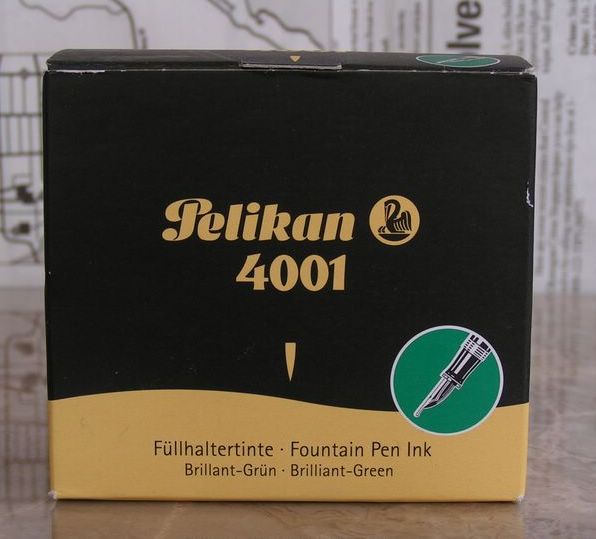 Pelikan
4001
Füllhaltertinte · Fountain Pen Ink
Brillant-Grün · Brilliant-Green